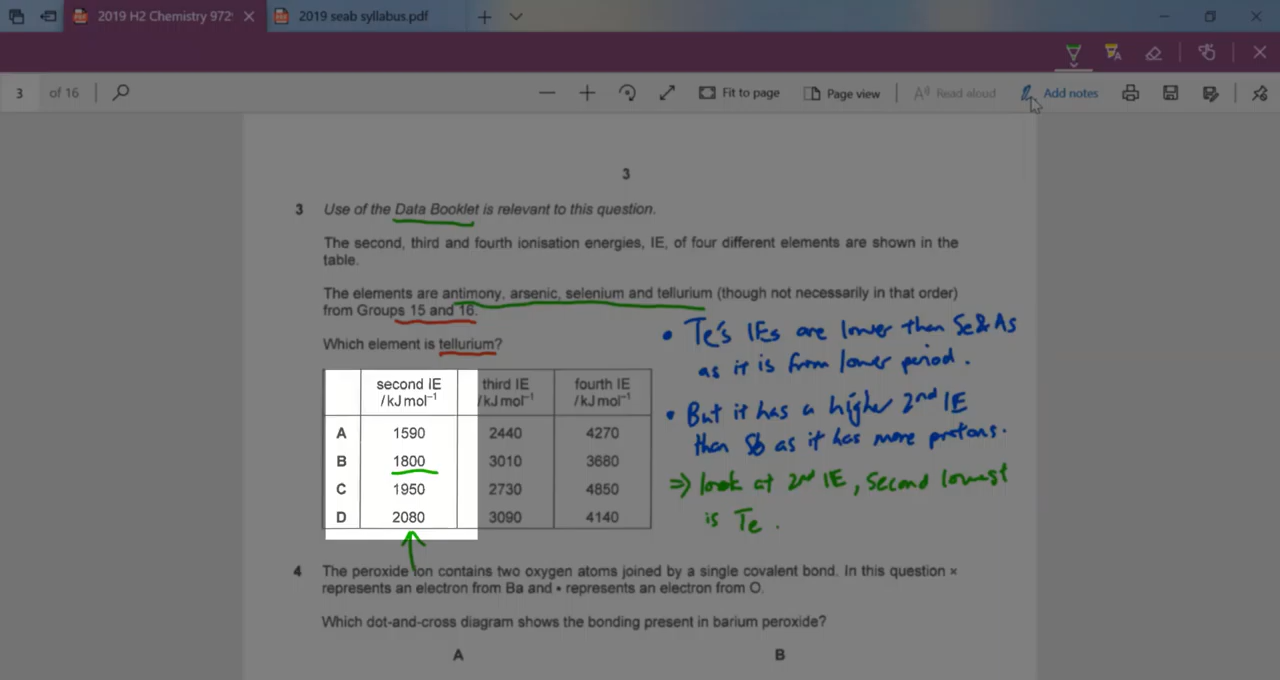 2019 H2 Chemistry 972
2019 seab syllabus.pdf
3 of 16
Fit to page
Page view
Read aloud
Add notes
3
3 Use of the Data Booklet is relevant to this question.
The second, third and fourth ionisation energies, IE, of four different elements are shown in the
table.
The elements are antimony, arsenic, selenium and tellurium (though not necessarily in that order)
from Groups 15 and 16.
Which element is tellurium?
second IE third IE fourth IE
/kJ mol⁻¹ /kJ mol⁻¹ /kJ mol⁻¹
A 1590 2440 4270
B 1800 3010 3680
C 1950 2730 4850
D 2080 3090 4140
• Te's IEs are lower than Se & As
as it is from lower period.
• But it has a higher 2nd IE
than Sb as it has more protons.
⇒ look at 2nd IE, second lowest
is Te.
4 The peroxide ion contains two oxygen atoms joined by a single covalent bond. In this question ×
represents an electron from Ba and • represents an electron from O.
Which dot-and-cross diagram shows the bonding present in barium peroxide?
A B